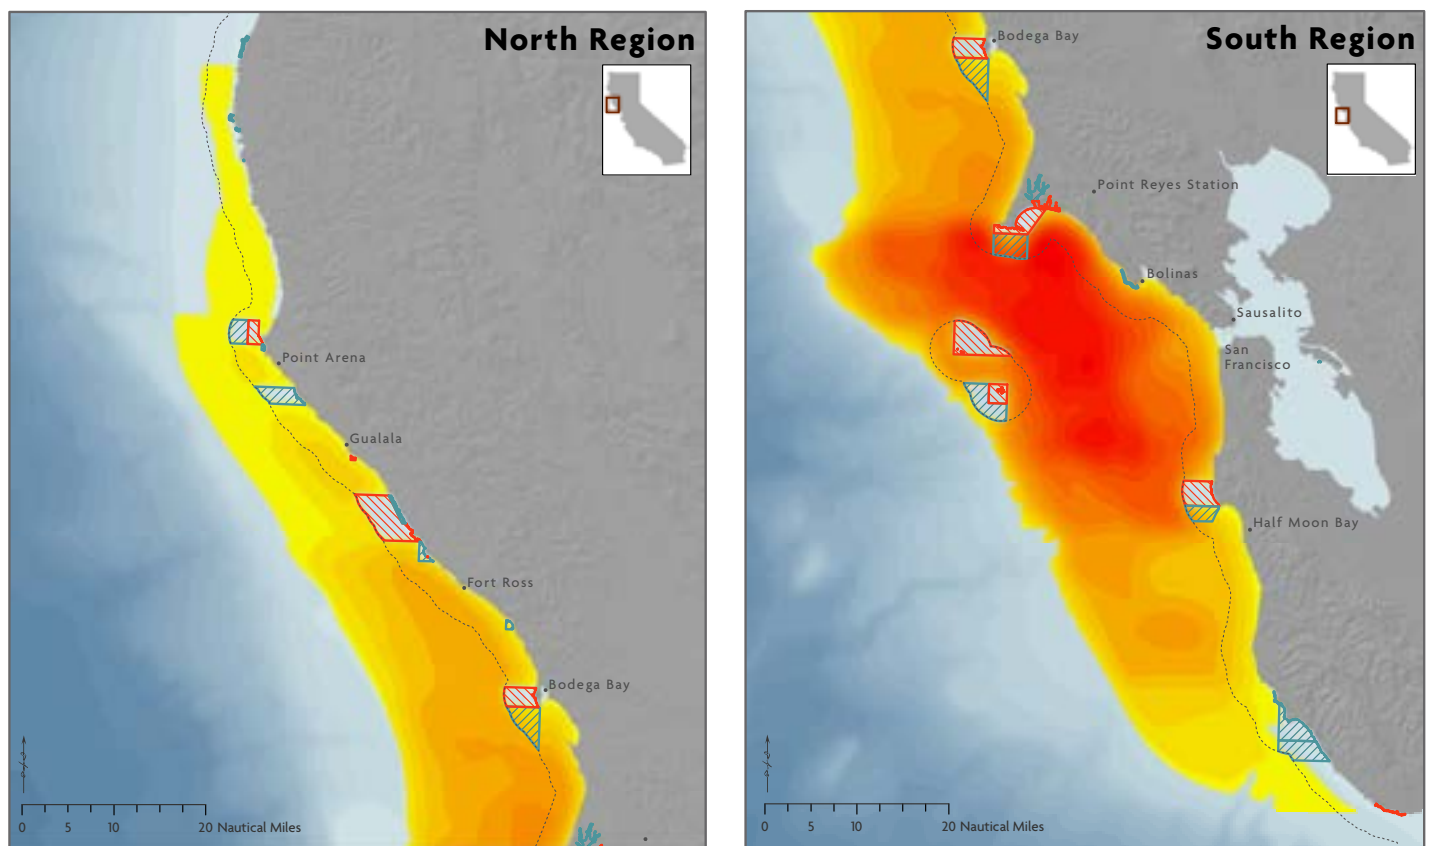 North Region
Point Arena
Gualala
Fort Ross
Bodega Bay
0 5 10 20 Nautical Miles
South Region
Bodega Bay
Point Reyes Station
Bolinas
Sausalito
San
Francisco
Half Moon Bay
0 5 10 20 Nautical Miles